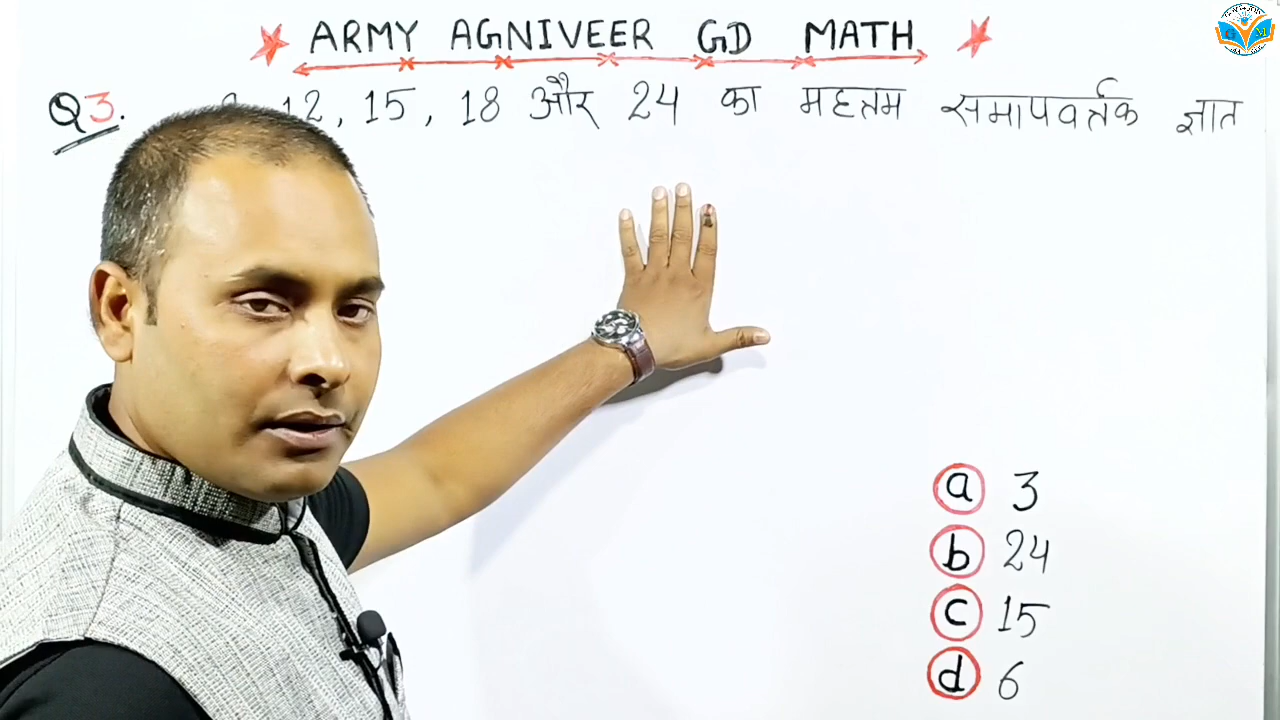 ARMY AGNIVEER GD MATH
Q3. 12, 15, 18 और 24 का महत्तम समापवर्तक ज्ञात
a 3
b 24
c 15
d 6